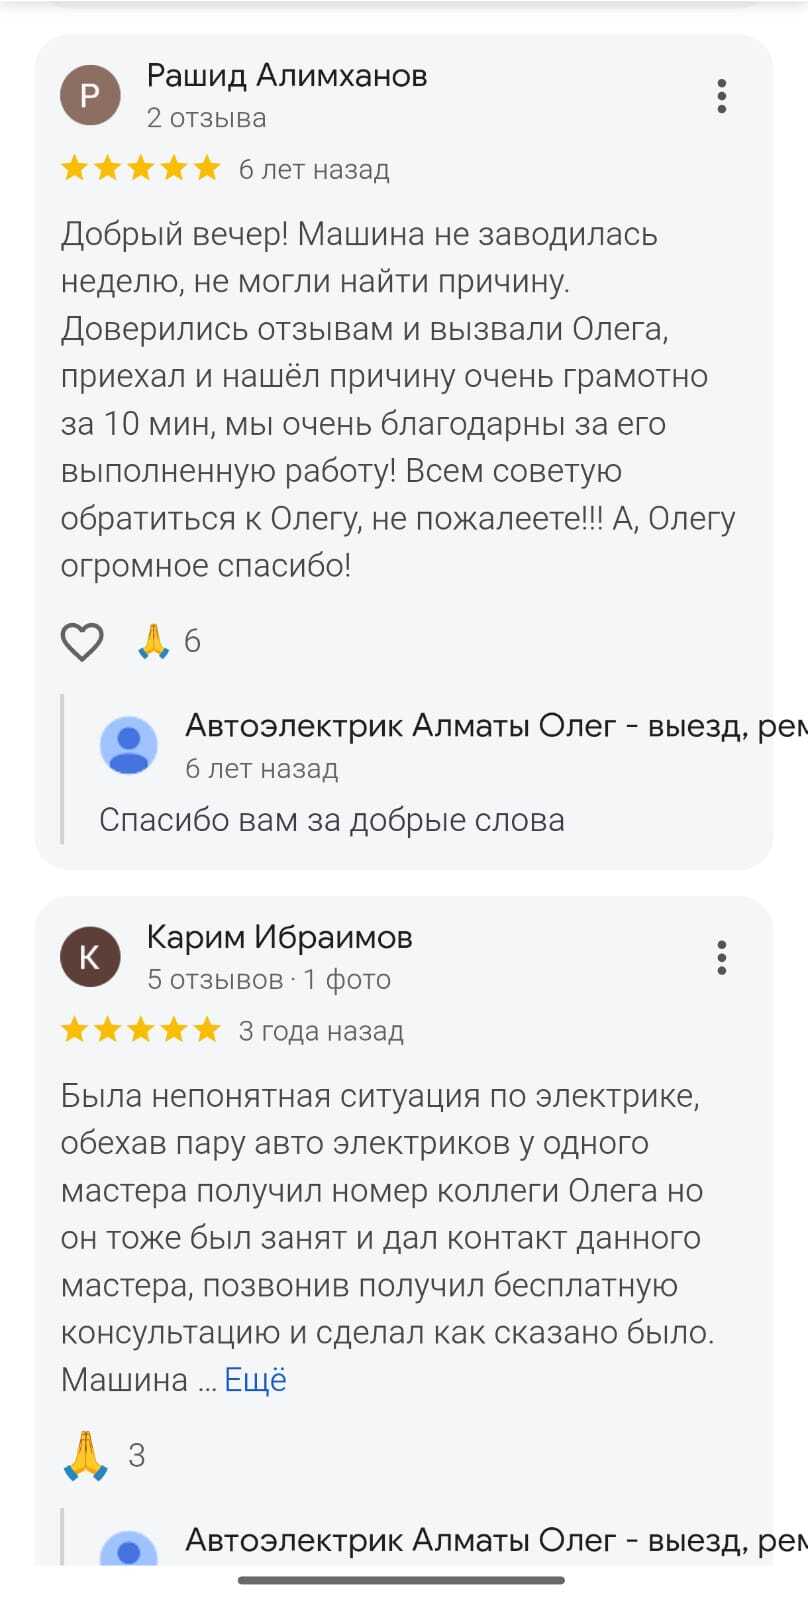 Р
Рашид Алимханов
2 отзыва
6 лет назад
Добрый вечер! Машина не заводилась
неделю, не могли найти причину.
Доверились отзывам и вызвали Олега,
приехал и нашёл причину очень грамотно
за 10 мин, мы очень благодарны за его
выполненную работу! Всем советую
обратиться к Олегу, не пожалеете!!! А, Олегу
огромное спасибо!
🙏 6
Автоэлектрик Алматы Олег - выезд, рем
6 лет назад
Спасибо вам за добрые слова
К
Карим Ибраимов
5 отзывов · 1 фото
3 года назад
Была непонятная ситуация по электрике,
обехав пару авто электриков у одного
мастера получил номер коллеги Олега но
он тоже был занят и дал контакт данного
мастера, позвонив получил бесплатную
консультацию и сделал как сказано было.
Машина ... Ещё
🙏 3
Автоэлектрик Алматы Олег - выезд, рем